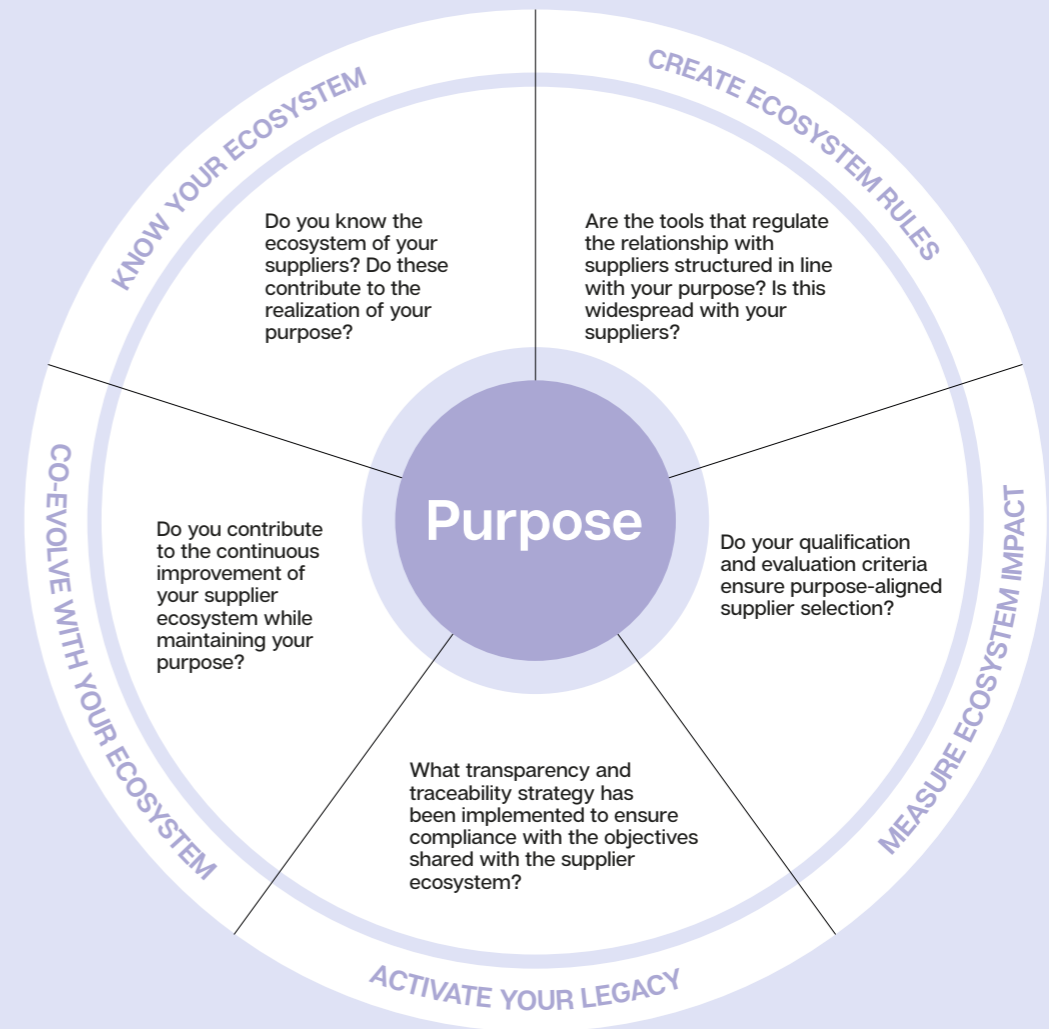 KNOW YOUR ECOSYSTEM
Do you know the
ecosystem of your
suppliers? Do these
contribute to the
realization of your
purpose?
CREATE ECOSYSTEM RULES
Are the tools that regulate
the relationship with
suppliers structured in line
with your purpose? Is this
widespread with your
suppliers?
MEASURE ECOSYSTEM IMPACT
Do your qualification
and evaluation criteria
ensure purpose-aligned
supplier selection?
ACTIVATE YOUR LEGACY
What transparency and
traceability strategy has
been implemented to ensure
compliance with the objectives
shared with the supplier
ecosystem?
CO-EVOLVE WITH YOUR ECOSYSTEM
Do you contribute
to the continuous
improvement of
your supplier
ecosystem while
maintaining your
purpose?
Purpose